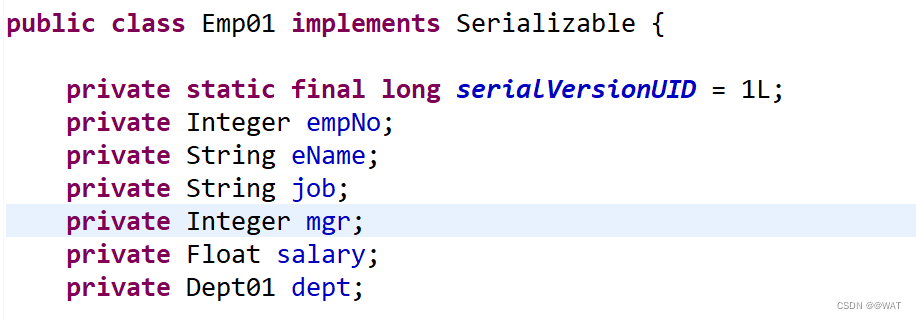 public class Emp01 implements Serializable {
private static final long serialVersionUID = 1L;
private Integer empNo;
private String eName;
private String job;
private Integer mgr;
private Float salary;
private Dept01 dept;
CSDN @@WAT